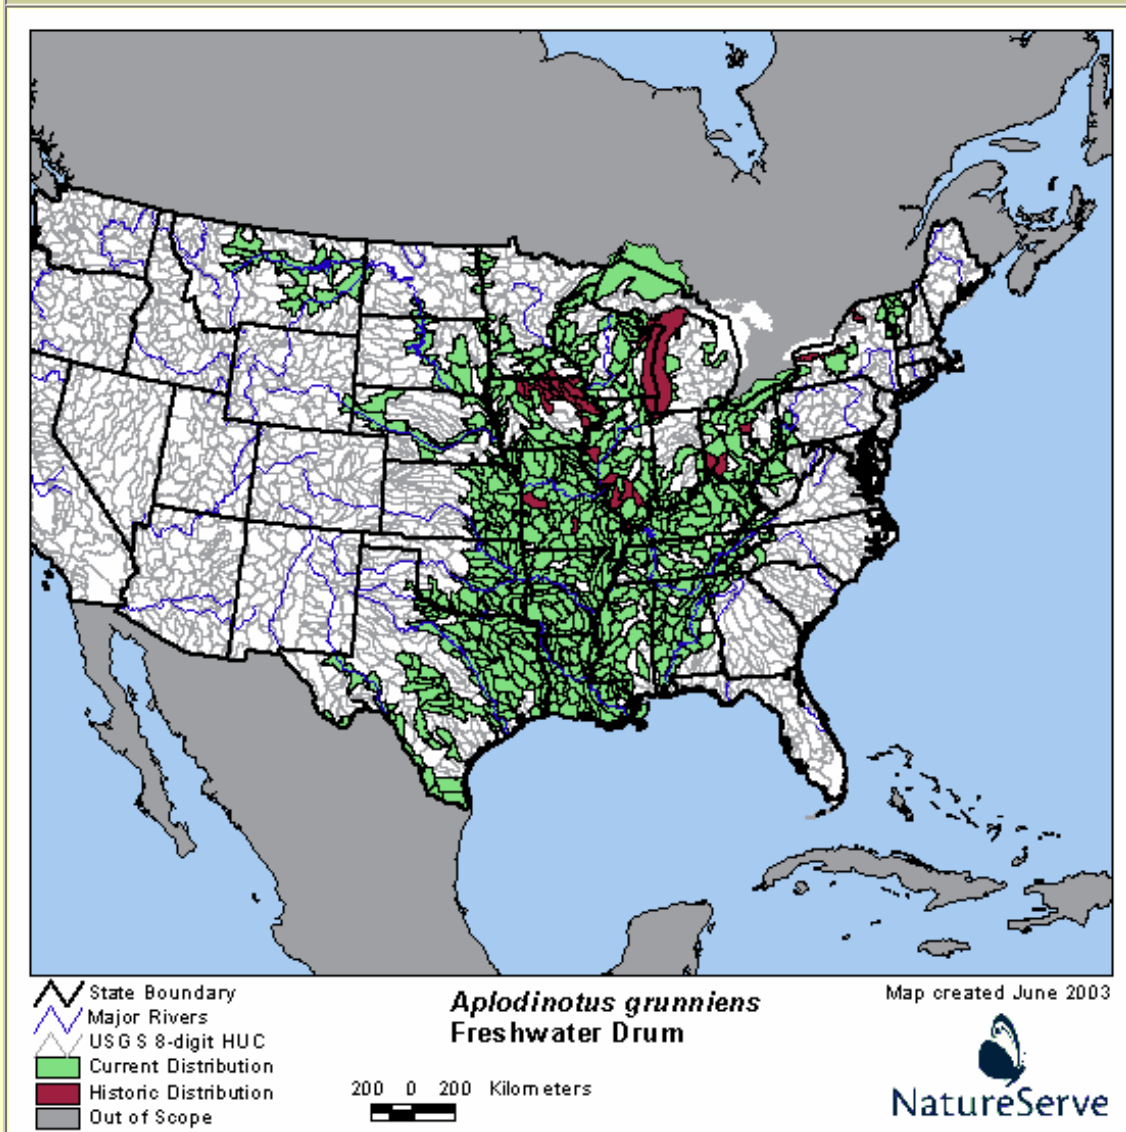 State Boundary
Major Rivers
USGS 8-digit HUC
Current Distribution
Historic Distribution
Out of Scope
Aplodinotus grunniens
Freshwater Drum
200 0 200 Kilometers
Map created June 2003
NatureServe